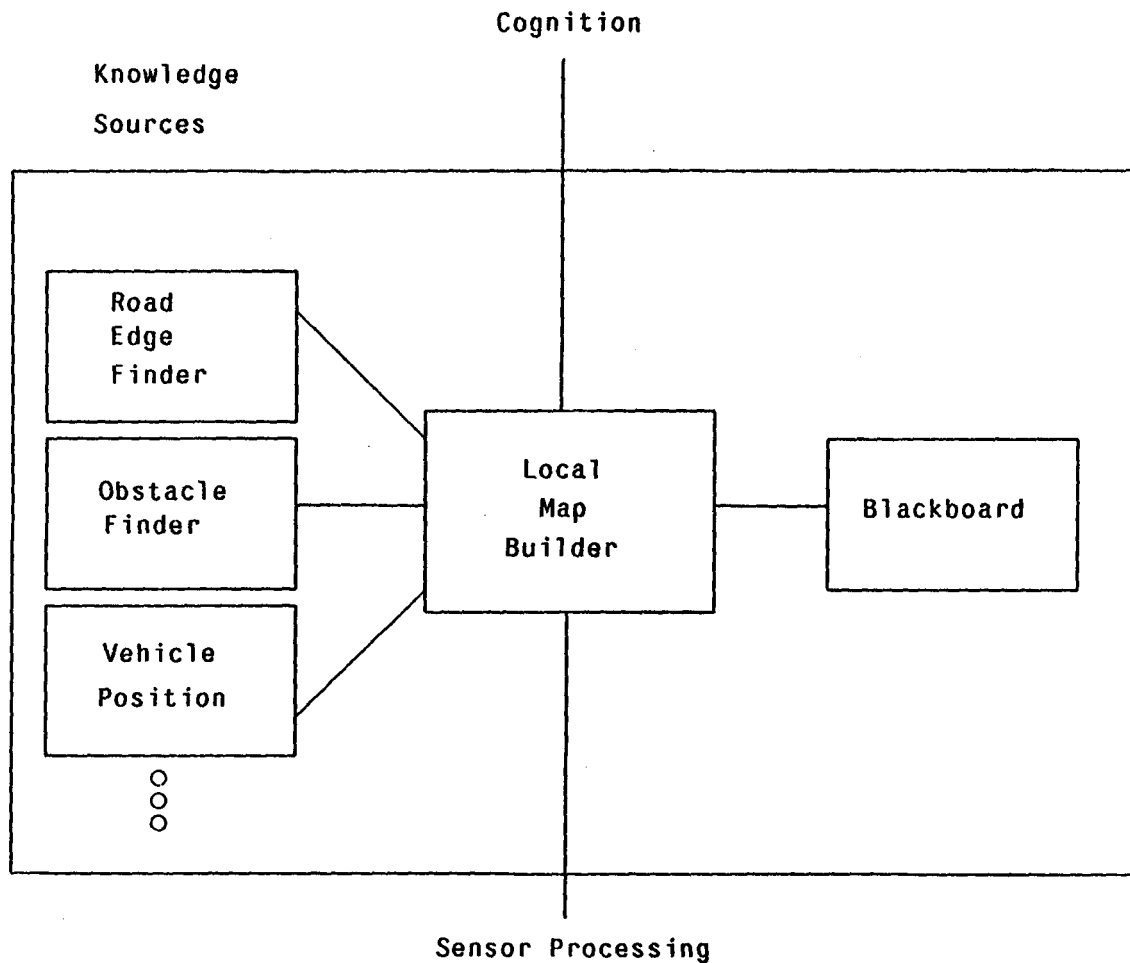 Cognition
Knowledge
Sources
Road
Edge
Finder
Obstacle
Finder
Vehicle
Position
Local
Map
Builder
Blackboard
Sensor Processing